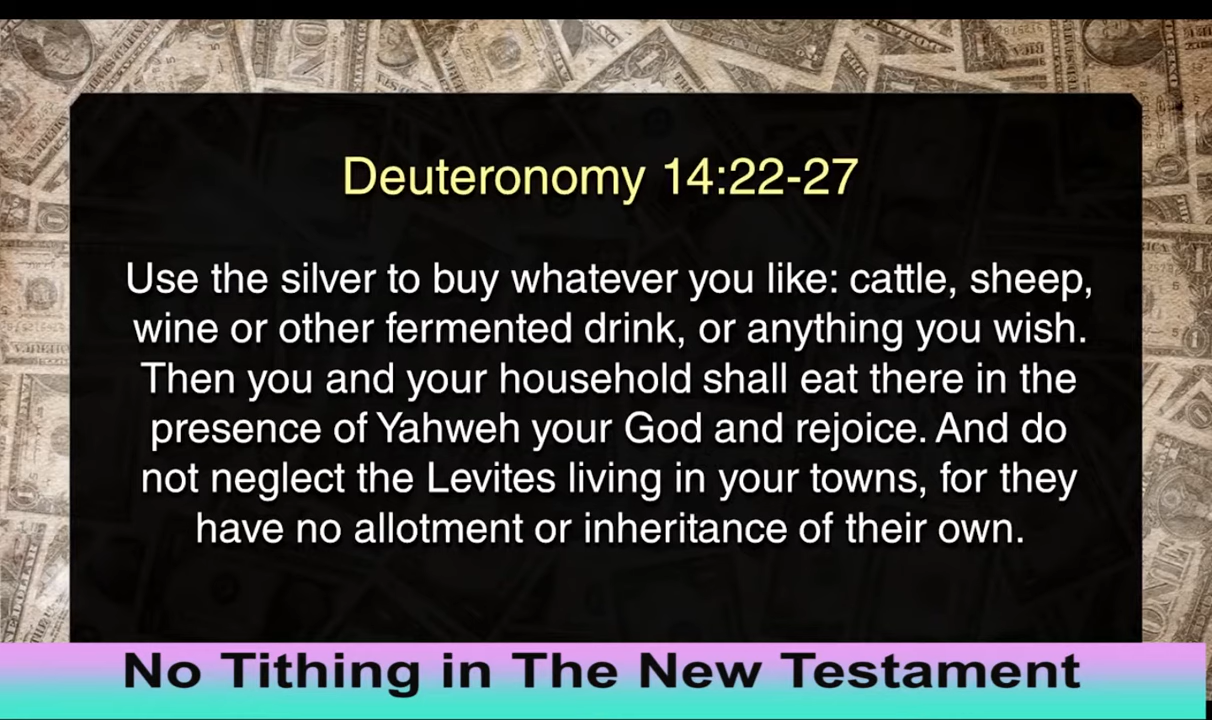 Deuteronomy 14:22-27
Use the silver to buy whatever you like: cattle, sheep,
wine or other fermented drink, or anything you wish.
Then you and your household shall eat there in the
presence of Yahweh your God and rejoice. And do
not neglect the Levites living in your towns, for they
have no allotment or inheritance of their own.
No Tithing in The New Testament